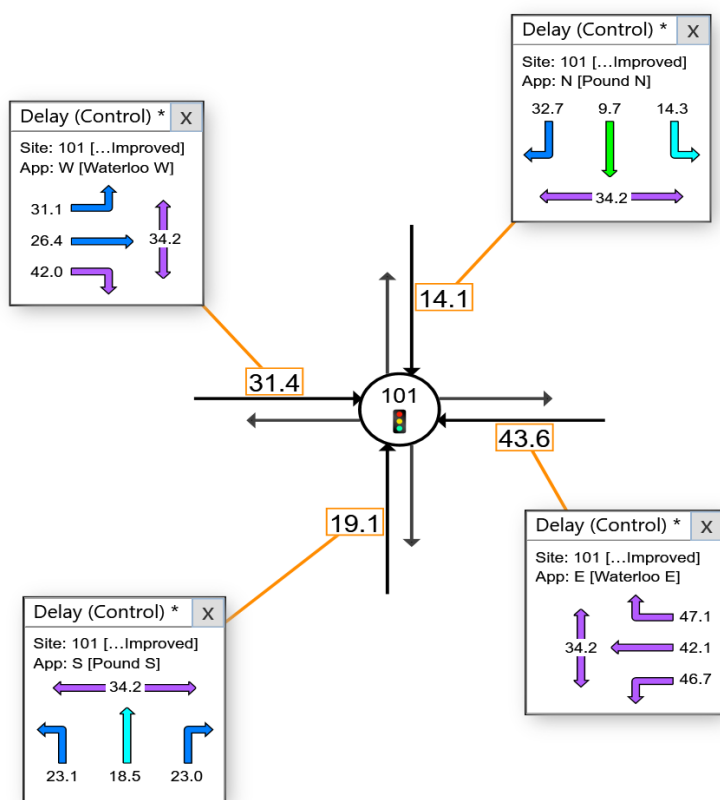 Delay (Control) * X
Site: 101 [...Improved]
App: N [Pound N]
32.7 9.7 14.3
34.2
Delay (Control) * X
Site: 101 [...Improved]
App: W [Waterloo W]
31.1
26.4
42.0
34.2
14.1
31.4
101
43.6
19.1
Delay (Control) * X
Site: 101 [...Improved]
App: E [Waterloo E]
47.1
34.2 42.1
46.7
Delay (Control) * X
Site: 101 [...Improved]
App: S [Pound S]
34.2
23.1 18.5 23.0